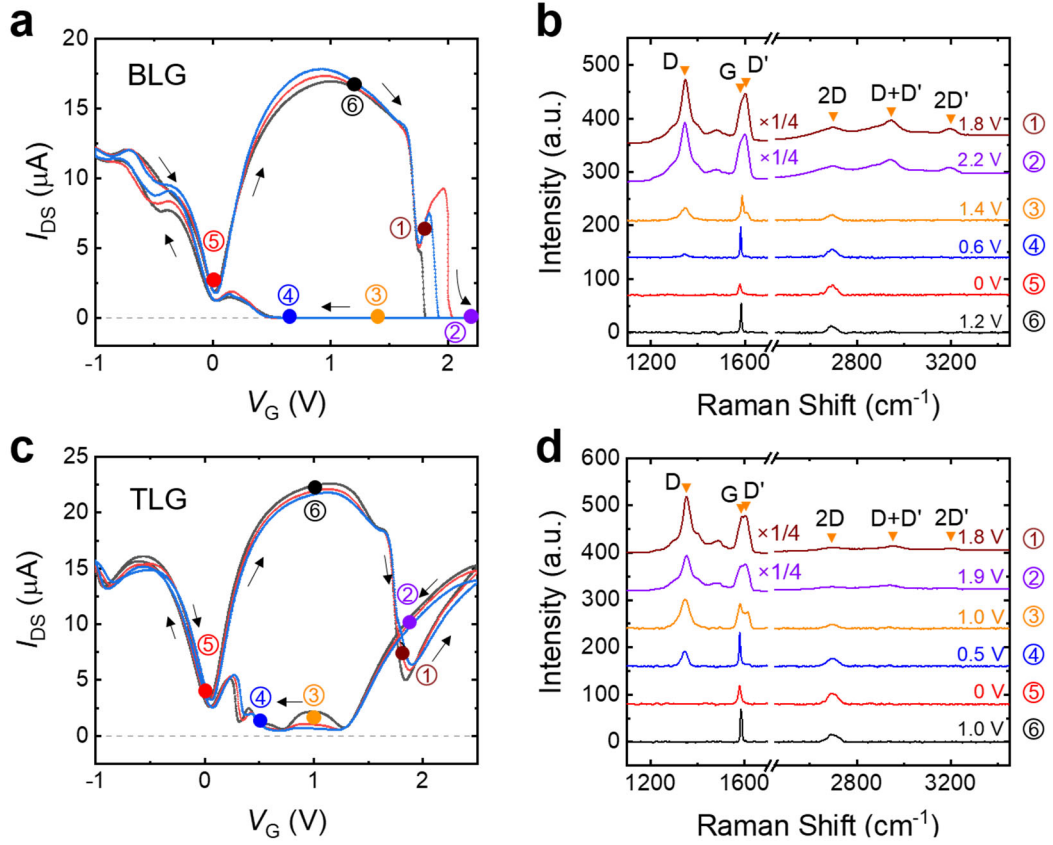 a
BLG
20
15
10
5
0
-1
0
1
2
I_DS (μA)
V_G (V)
⑥
⑤
①
④
③
②
b
500
400
300
200
100
0
Intensity (a.u.)
D
G
D'
2D
D+D'
2D'
×1/4
1.8 V
①
×1/4
2.2 V
②
1.4 V
③
0.6 V
④
0 V
⑤
1.2 V
⑥
1200
1600
2800
3200
Raman Shift (cm⁻¹)
c
TLG
25
20
15
10
5
0
-1
0
1
2
I_DS (μA)
V_G (V)
⑥
⑤
②
①
④
③
d
600
500
400
300
200
100
0
Intensity (a.u.)
D
G
D'
2D
D+D'
2D'
×1/4
1.8 V
①
×1/4
1.9 V
②
1.0 V
③
0.5 V
④
0 V
⑤
1.0 V
⑥
1200
1600
2800
3200
Raman Shift (cm⁻¹)